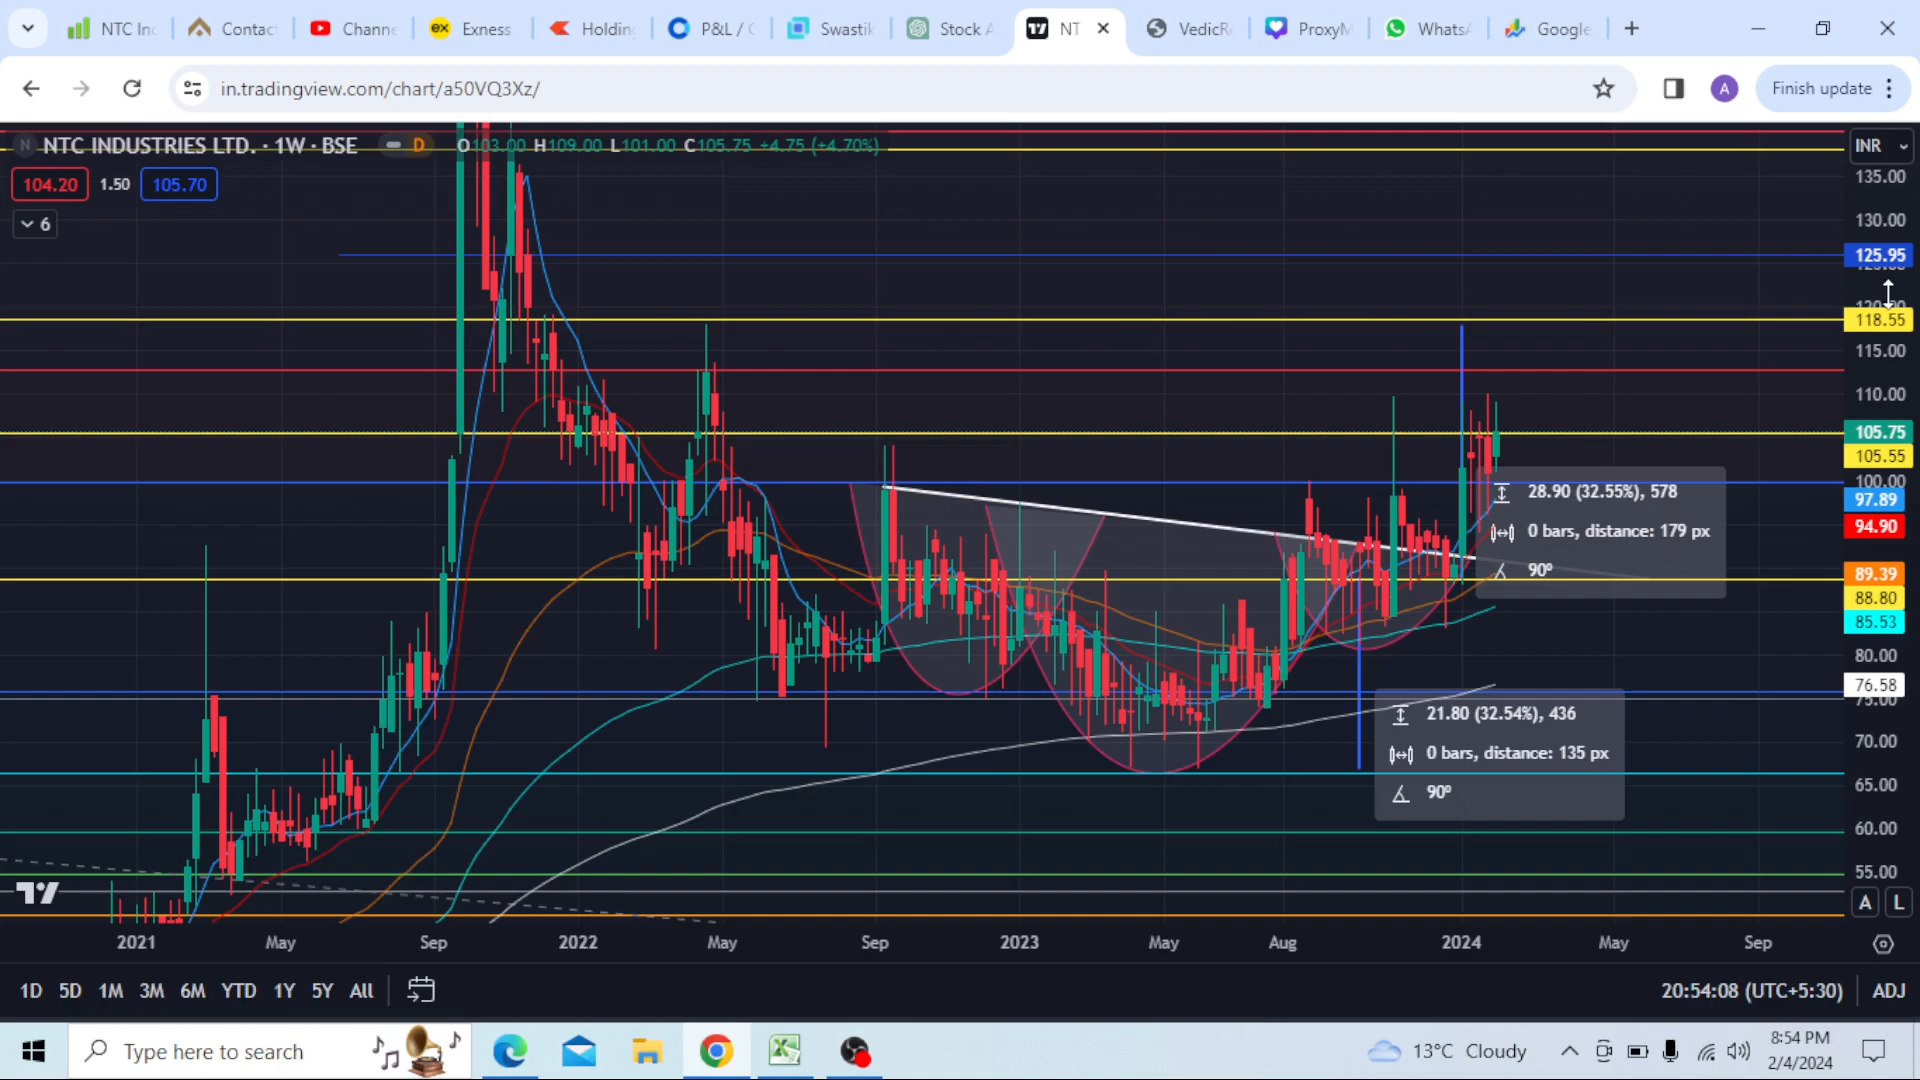 NTC Inc
Contac
Chann
Exness
Holdin
P&L /
Swastik
Stock A
NT
VedicR
ProxyM
WhatsA
Google
in.tradingview.com/chart/a50VQ3Xz/
A
Finish update
N NTC INDUSTRIES LTD. · 1W · BSE D O103.00 H109.00 L101.00 C105.75 +4.75 (+4.70%)
INR
104.20 1.50 105.70
6
135.00
130.00
125.95
118.55
115.00
110.00
105.75
105.55
100.00
97.89
94.90
89.39
88.80
85.53
80.00
76.58
75.00
70.00
65.00
60.00
55.00
28.90 (32.55%), 578
0 bars, distance: 179 px
90º
21.80 (32.54%), 436
0 bars, distance: 135 px
90º
A L
2021 May Sep 2022 May Sep 2023 May Aug 2024 May Sep
1D 5D 1M 3M 6M YTD 1Y 5Y All
20:54:08 (UTC+5:30) ADJ
Type here to search
13°C Cloudy
8:54 PM
2/4/2024